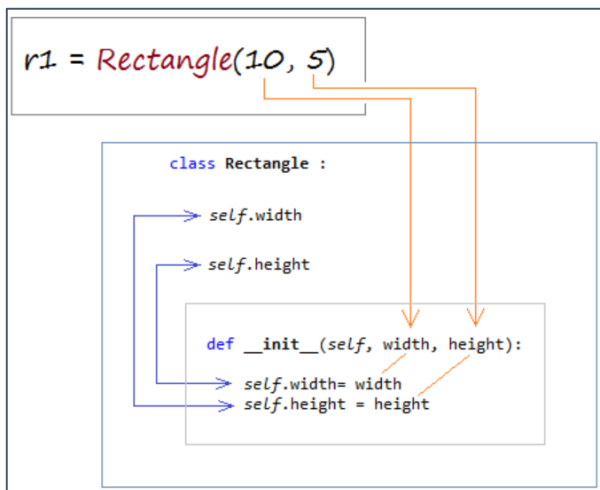 r1 = Rectangle(10, 5)
class Rectangle :
self.width
self.height
def __init__(self, width, height):
self.width= width
self.height = height